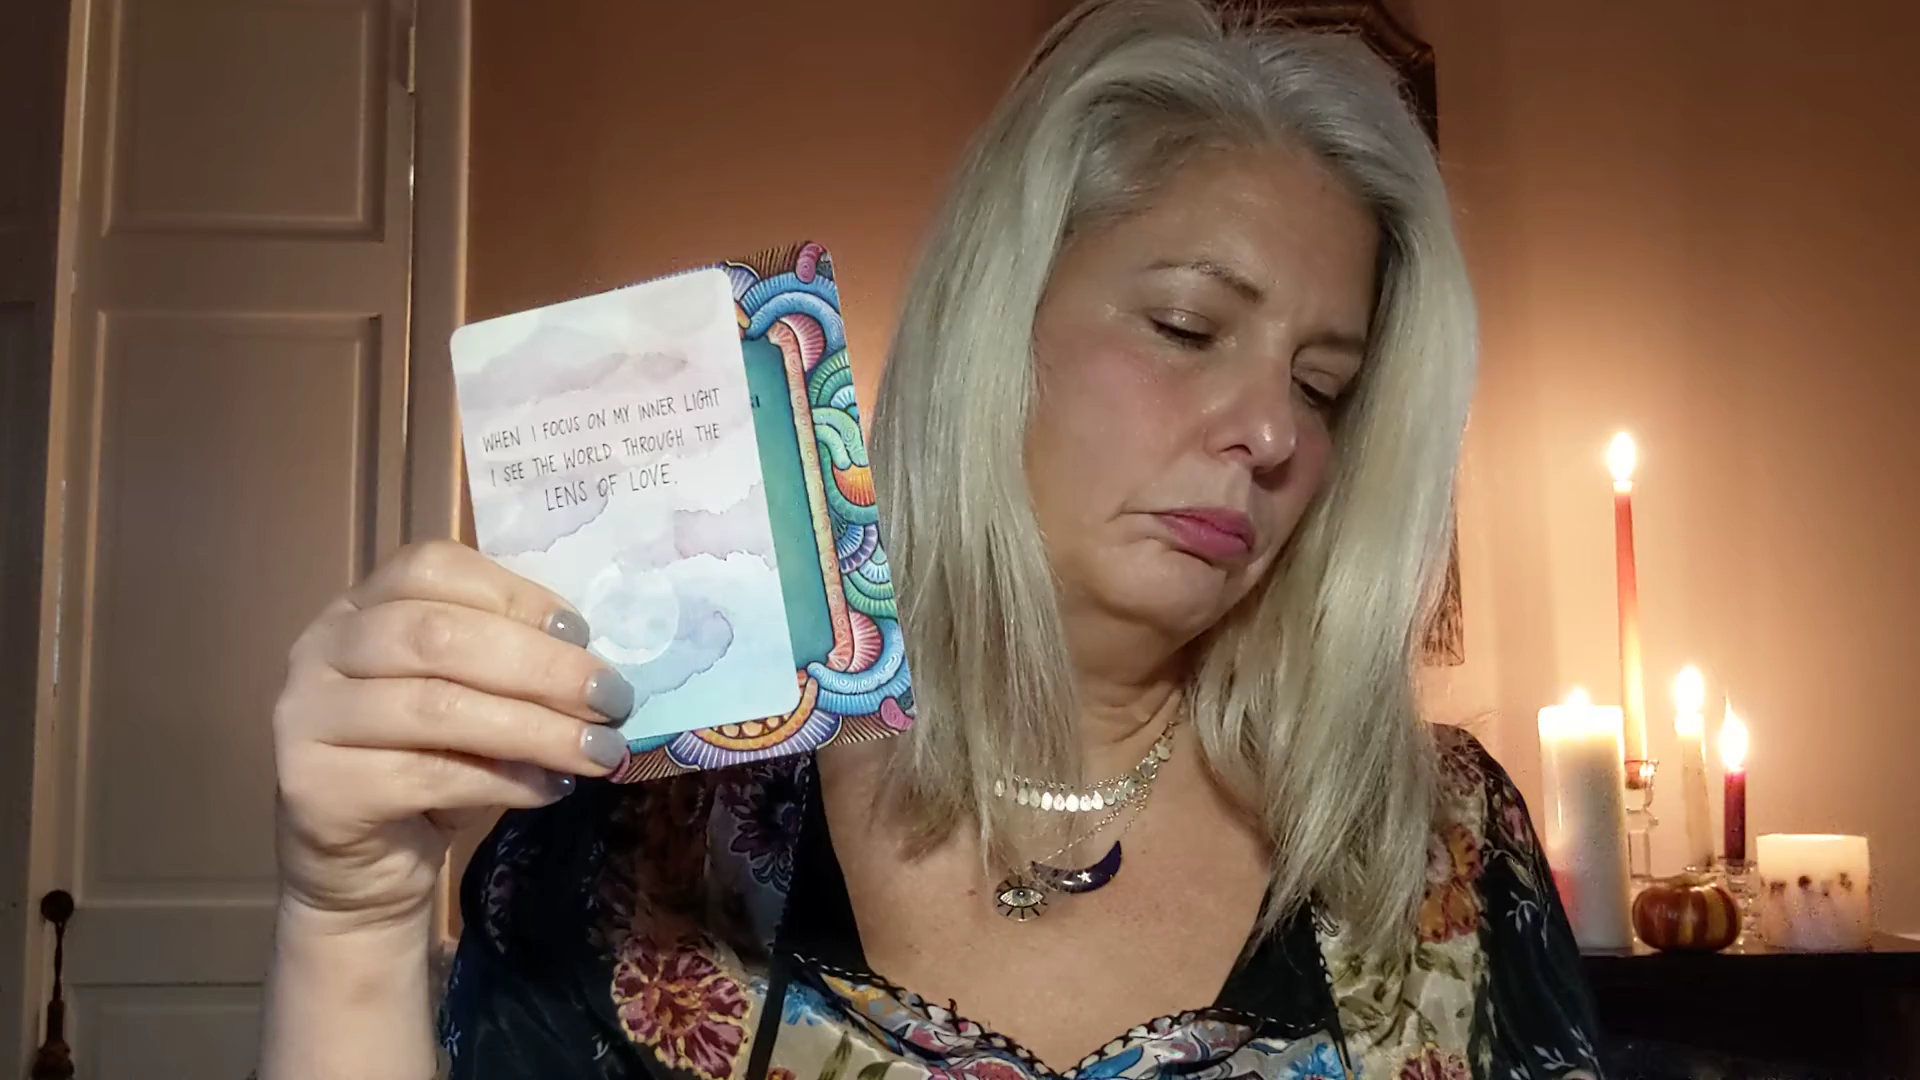 WHEN I FOCUS ON MY INNER LIGHT
I SEE THE WORLD THROUGH THE
LENS OF LOVE.